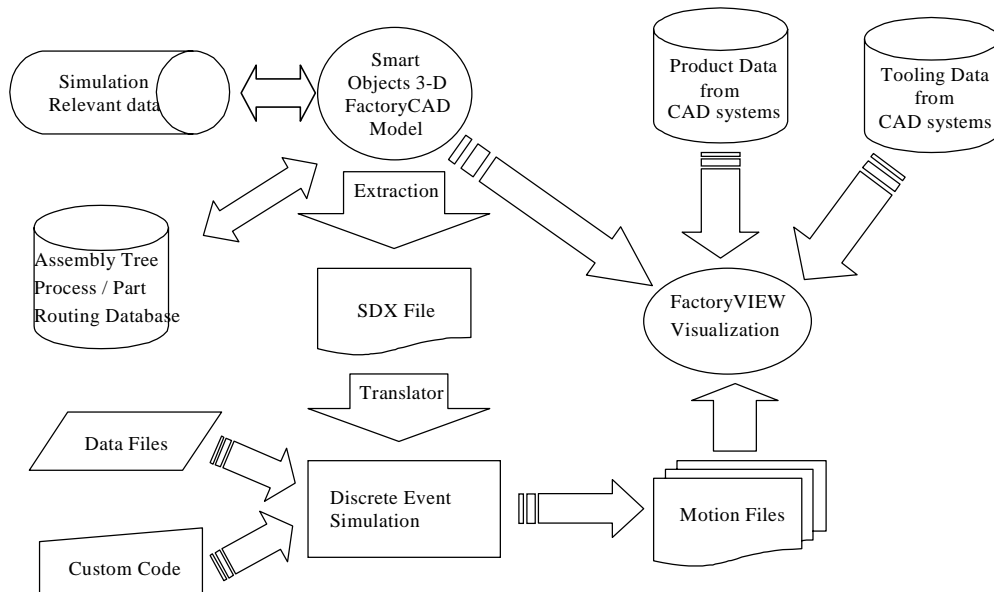 Simulation
Relevant data
Smart
Objects 3-D
FactoryCAD
Model
Product Data
from
CAD systems
Tooling Data
from
CAD systems
Extraction
Assembly Tree
Process / Part
Routing Database
SDX File
FactoryVIEW
Visualization
Translator
Data Files
Discrete Event
Simulation
Motion Files
Custom Code